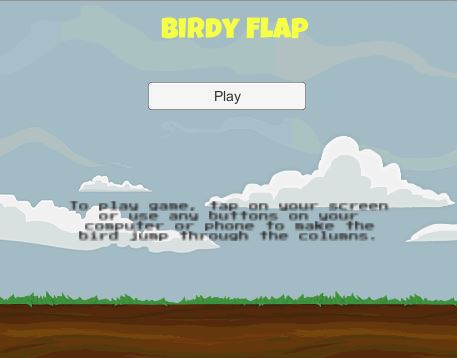 BIRDY FLAP
Play
To play game, tap on your screen
or use any buttons on your
computer or phone to make the
bird jump through the columns.